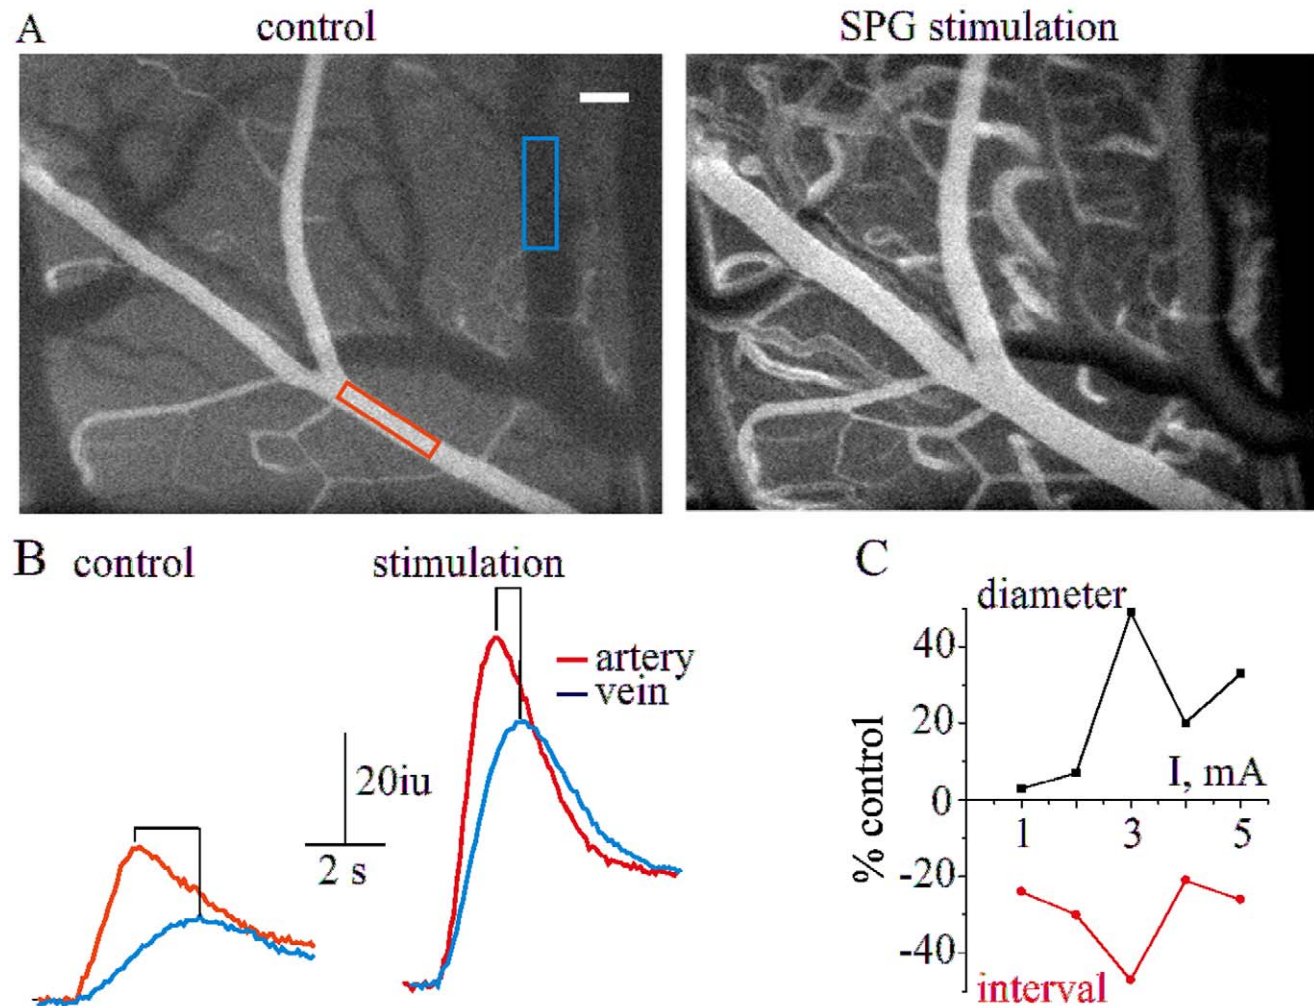 A control SPG stimulation
B control stimulation
artery
vein
20iu
2 s
C
diameter
% control
40
20
0
-20
-40
I, mA
1 3 5
interval